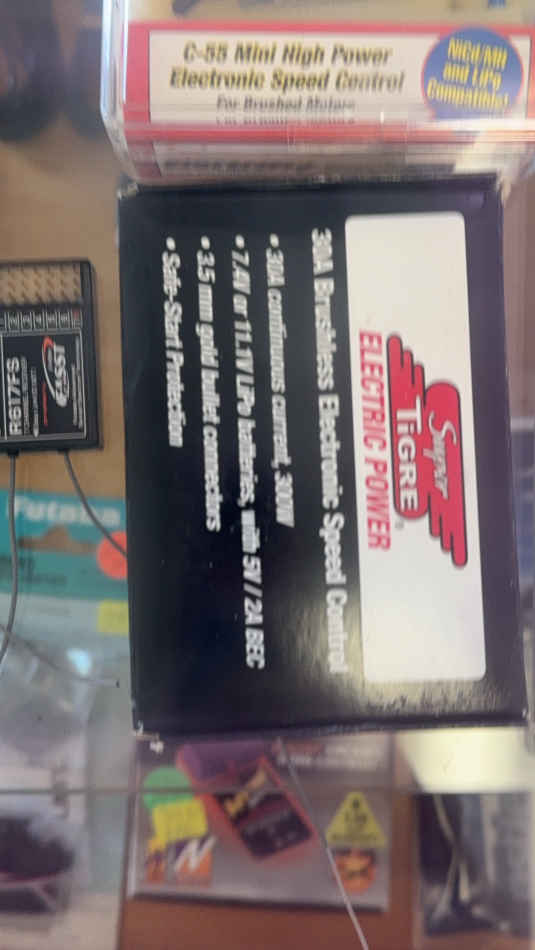 C-55 Mini High Power
Electronic Speed Control
For Brushed Motors
NiCd/MH
and LiPo
Compatible!
Super
TIGRE
ELECTRIC POWER
30A Brushless Electronic Speed Control
• 30A continuous current, 300W
• 7.4V or 11.1V LiPo batteries, with 5V / 2A BEC
• 3.5 mm gold bullet connectors
• Safe-Start Protection
R617FS
FASST
Futaba